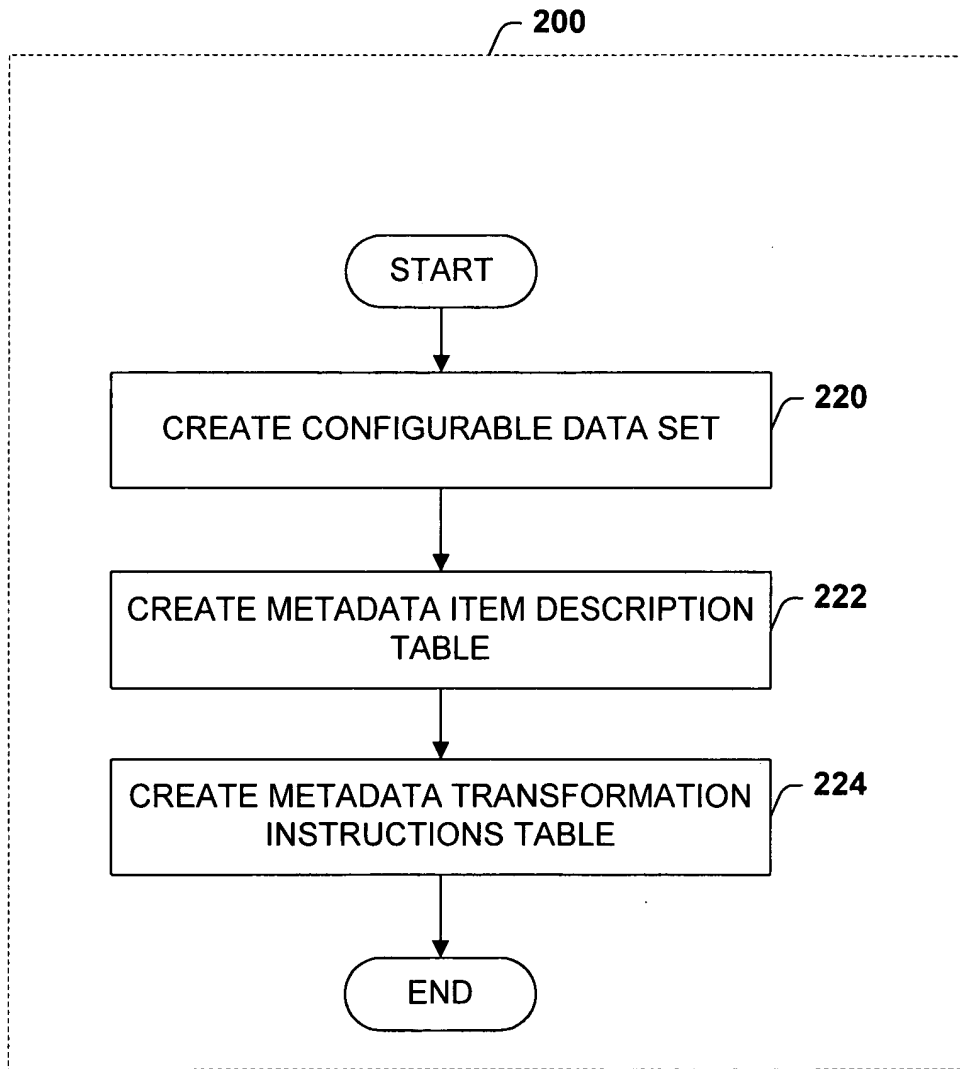 200
START
CREATE CONFIGURABLE DATA SET
220
CREATE METADATA ITEM DESCRIPTION
TABLE
222
CREATE METADATA TRANSFORMATION
INSTRUCTIONS TABLE
224
END